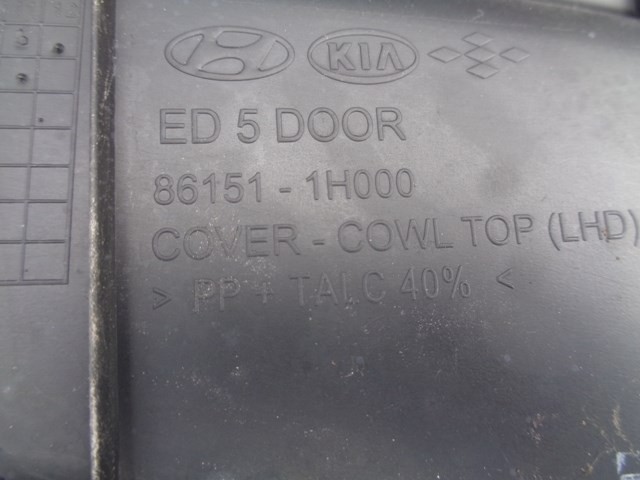 KIA
ED 5 DOOR
86151 - 1H000
COVER - COWL TOP (LHD)
> PP + TALC 40% <